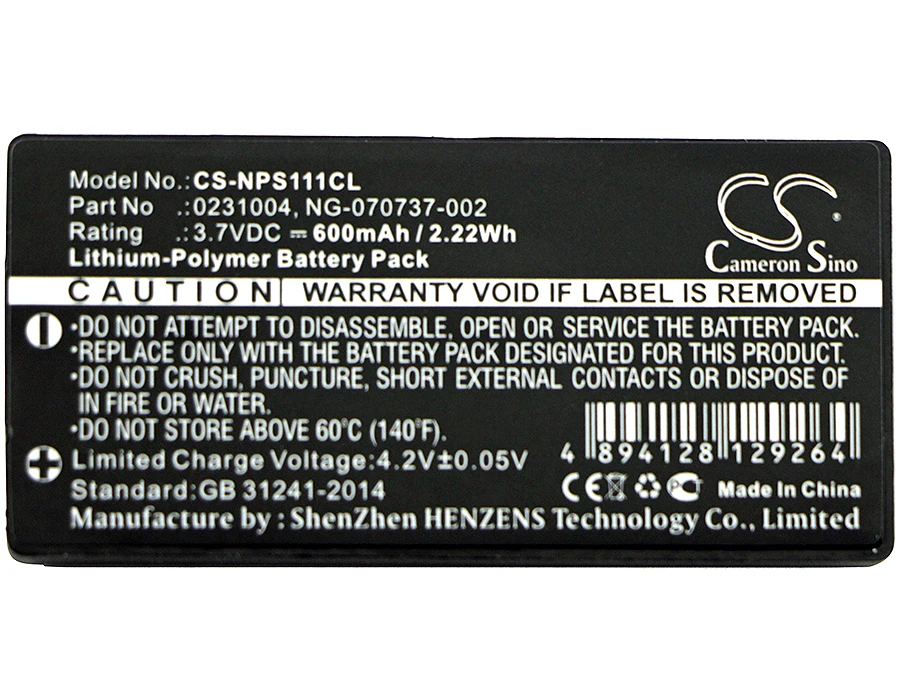 Model No.:CS-NPS111CL
Part No .:0231004, NG-070737-002
Rating .:3.7VDC ⎓ 600mAh / 2.22Wh
Lithium-Polymer Battery Pack
CS
Cameron Sino
CAUTION WARRANTY VOID IF LABEL IS REMOVED
•DO NOT ATTEMPT TO DISASSEMBLE, OPEN OR SERVICE THE BATTERY PACK.
•REPLACE ONLY WITH THE BATTERY PACK DESIGNATED FOR THIS PRODUCT.
•DO NOT CRUSH, PUNCTURE, SHORT EXTERNAL CONTACTS OR DISPOSE OF
IN FIRE OR WATER.
•DO NOT STORE ABOVE 60°C (140°F).
4 894128 129264
Limited Charge Voltage:4.2V±0.05V
Standard:GB 31241-2014
CE PCT Made In China
Manufacture by : ShenZhen HENZENS Technology Co., Limited